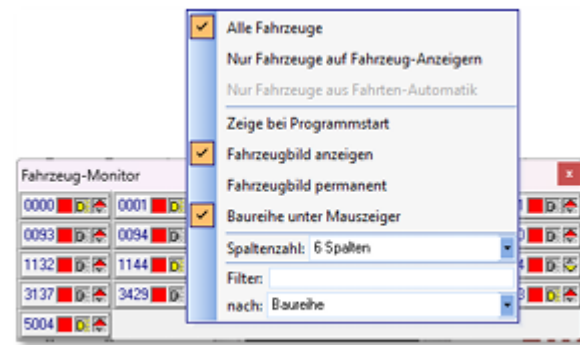 Alle Fahrzeuge
Nur Fahrzeuge auf Fahrzeug-Anzeigern
Nur Fahrzeuge aus Fahrten-Automatik
Zeige bei Programmstart
Fahrzeugbild anzeigen
Fahrzeugbild permanent
Baureihe unter Mauszeiger
Spaltenzahl: 6 Spalten
Filter:
nach: Baureihe
Fahrzeug-Monitor x
0000 D 0001 D D
0093 D 0094 D D
1132 D 1144 D D
3137 D 3429 D D
5004 D